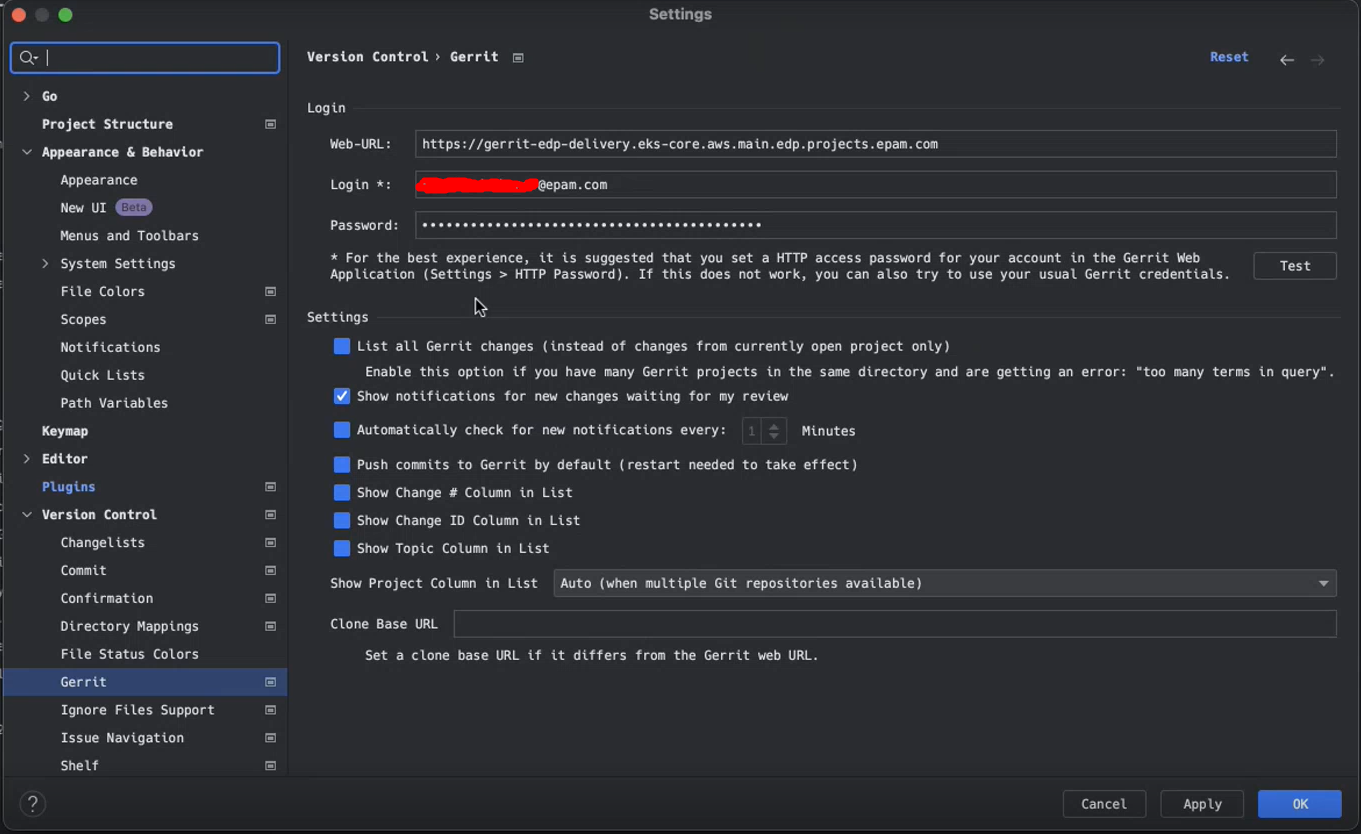 Settings
Version Control › Gerrit
Reset
Go
Project Structure
Appearance & Behavior
Appearance
New UI Beta
Menus and Toolbars
System Settings
File Colors
Scopes
Notifications
Quick Lists
Path Variables
Keymap
Editor
Plugins
Version Control
Changelists
Commit
Confirmation
Directory Mappings
File Status Colors
Gerrit
Ignore Files Support
Issue Navigation
Shelf
Login
Web-URL: https://gerrit-edp-delivery.eks-core.aws.main.edp.projects.epam.com
Login *: @epam.com
Password: ••••••••••••••••••••••••••••••••••••••••••
* For the best experience, it is suggested that you set a HTTP access password for your account in the Gerrit Web
Application (Settings > HTTP Password). If this does not work, you can also try to use your usual Gerrit credentials.
Test
Settings
List all Gerrit changes (instead of changes from currently open project only)
Enable this option if you have many Gerrit projects in the same directory and are getting an error: "too many terms in query".
Show notifications for new changes waiting for my review
Automatically check for new notifications every: 1 Minutes
Push commits to Gerrit by default (restart needed to take effect)
Show Change # Column in List
Show Change ID Column in List
Show Topic Column in List
Show Project Column in List Auto (when multiple Git repositories available)
Clone Base URL
Set a clone base URL if it differs from the Gerrit web URL.
?
Cancel
Apply
OK